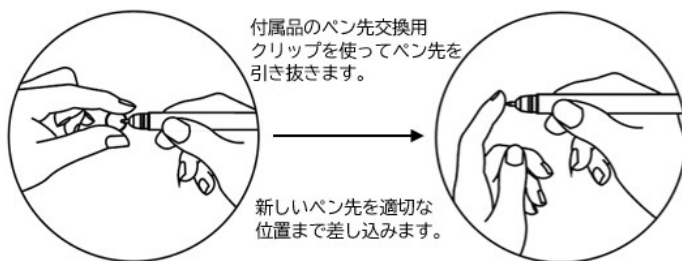 付属品のペン先交換用
クリップを使ってペン先を
引き抜きます。
新しいペン先を適切な
位置まで差し込みます。